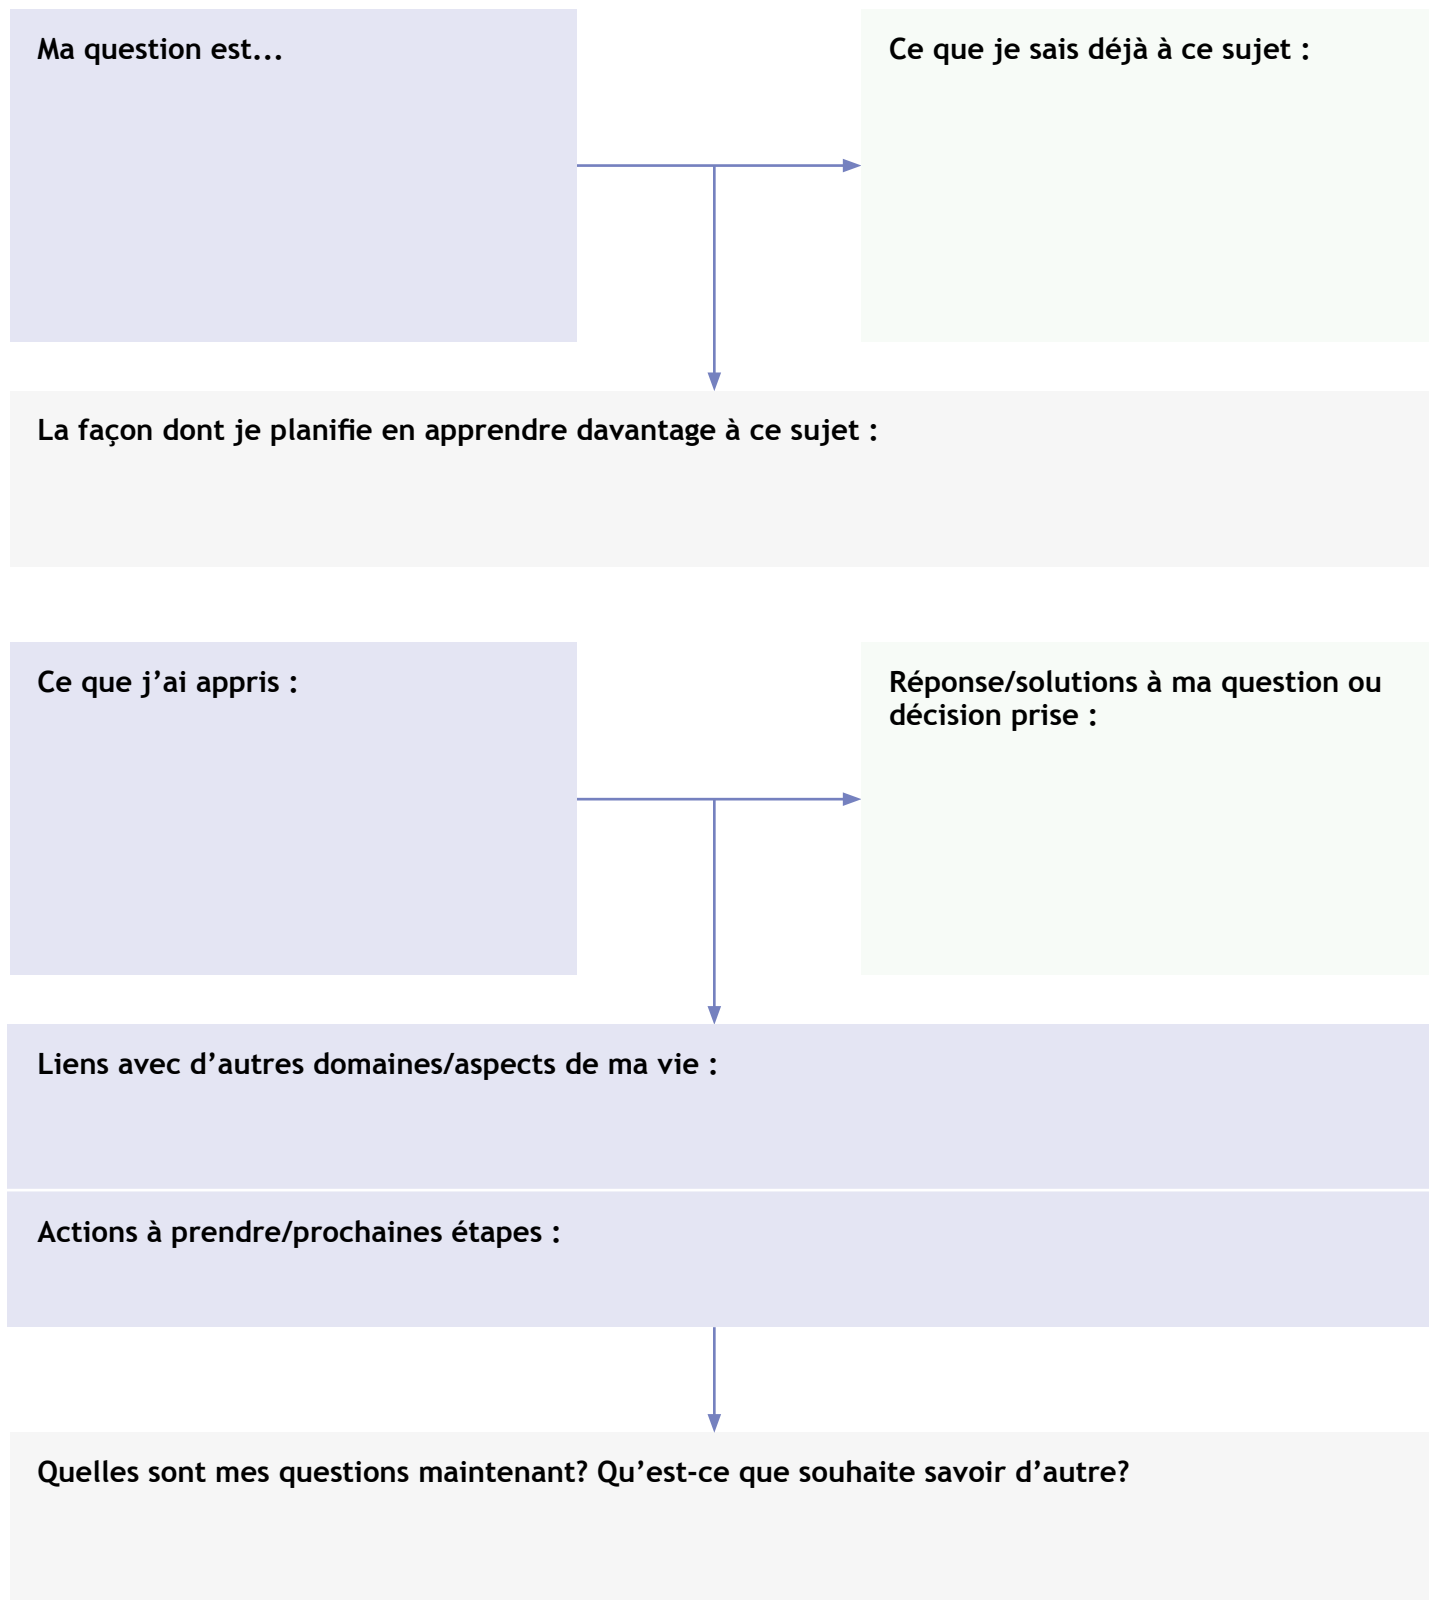 Ma question est...
Ce que je sais déjà à ce sujet :
La façon dont je planifie en apprendre davantage à ce sujet :
Ce que j’ai appris :
Réponse/solutions à ma question ou
décision prise :
Liens avec d’autres domaines/aspects de ma vie :
Actions à prendre/prochaines étapes :
Quelles sont mes questions maintenant? Qu’est-ce que souhaite savoir d’autre?